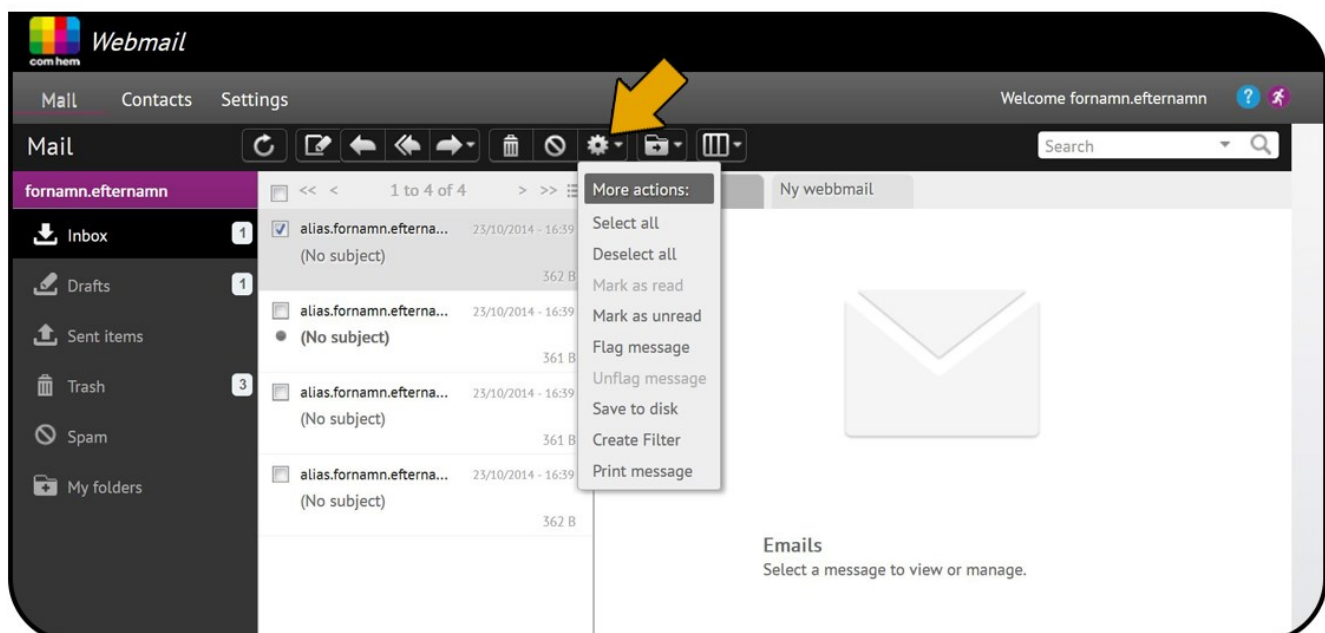 com hem
Webmail
Mail Contacts Settings
Welcome fornamn.efternamn ?
Mail
Search
fornamn.efternamn
<< < 1 to 4 of 4 > >>
Ny webbmail
Inbox 1
Drafts 1
Sent items
Trash 3
Spam
My folders
alias.fornamn.efterna... 23/10/2014 - 16:39
(No subject)
362 B
alias.fornamn.efterna... 23/10/2014 - 16:39
(No subject)
361 B
alias.fornamn.efterna... 23/10/2014 - 16:39
(No subject)
361 B
alias.fornamn.efterna... 23/10/2014 - 16:39
(No subject)
362 B
More actions:
Select all
Deselect all
Mark as read
Mark as unread
Flag message
Unflag message
Save to disk
Create Filter
Print message
Emails
Select a message to view or manage.